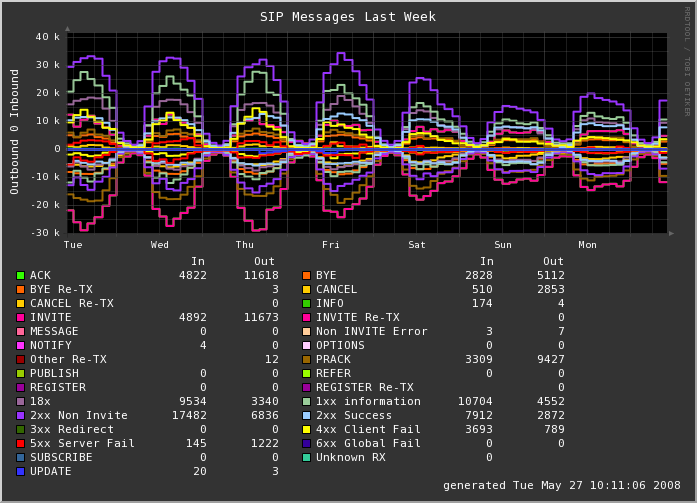 SIP Messages Last Week
RRDTOOL / TOBI OETIKER
Outbound 0 Inbound
40 k
30 k
20 k
10 k
0
-10 k
-20 k
-30 k
Tue Wed Thu Fri Sat Sun Mon
In Out In Out
ACK 4822 11618 BYE 2828 5112
BYE Re-TX 3 CANCEL 510 2853
CANCEL Re-TX 0 INFO 174 4
INVITE 4892 11673 INVITE Re-TX 0
MESSAGE 0 0 Non INVITE Error 3 7
NOTIFY 4 0 OPTIONS 0 0
Other Re-TX 12 PRACK 3309 9427
PUBLISH 0 0 REFER 0 0
REGISTER 0 0 REGISTER Re-TX 0
18x 9534 3340 1xx information 10704 4552
2xx Non Invite 17482 6836 2xx Success 7912 2872
3xx Redirect 0 0 4xx Client Fail 3693 789
5xx Server Fail 145 1222 6xx Global Fail 0 0
SUBSCRIBE 0 0 Unknown RX 0
UPDATE 20 3
generated Tue May 27 10:11:06 2008